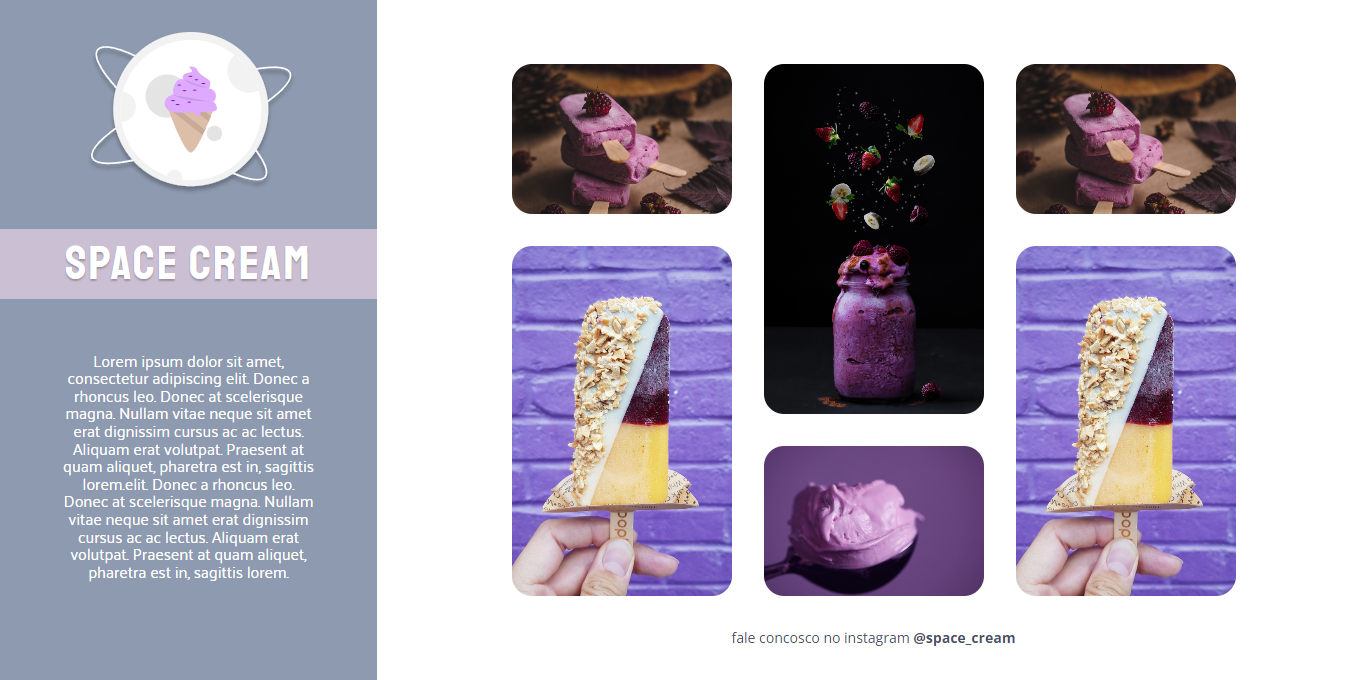 SPACE CREAM
Lorem ipsum dolor sit amet,
consectetur adipiscing elit. Donec a
rhoncus leo. Donec at scelerisque
magna. Nullam vitae neque sit amet
erat dignissim cursus ac ac lectus.
Aliquam erat volutpat. Praesent at
quam aliquet, pharetra est in, sagittis
lorem.elit. Donec a rhoncus leo.
Donec at scelerisque magna. Nullam
vitae neque sit amet erat dignissim
cursus ac ac lectus. Aliquam erat
volutpat. Praesent at quam aliquet,
pharetra est in, sagittis lorem.
fale concosco no instagram @space_cream